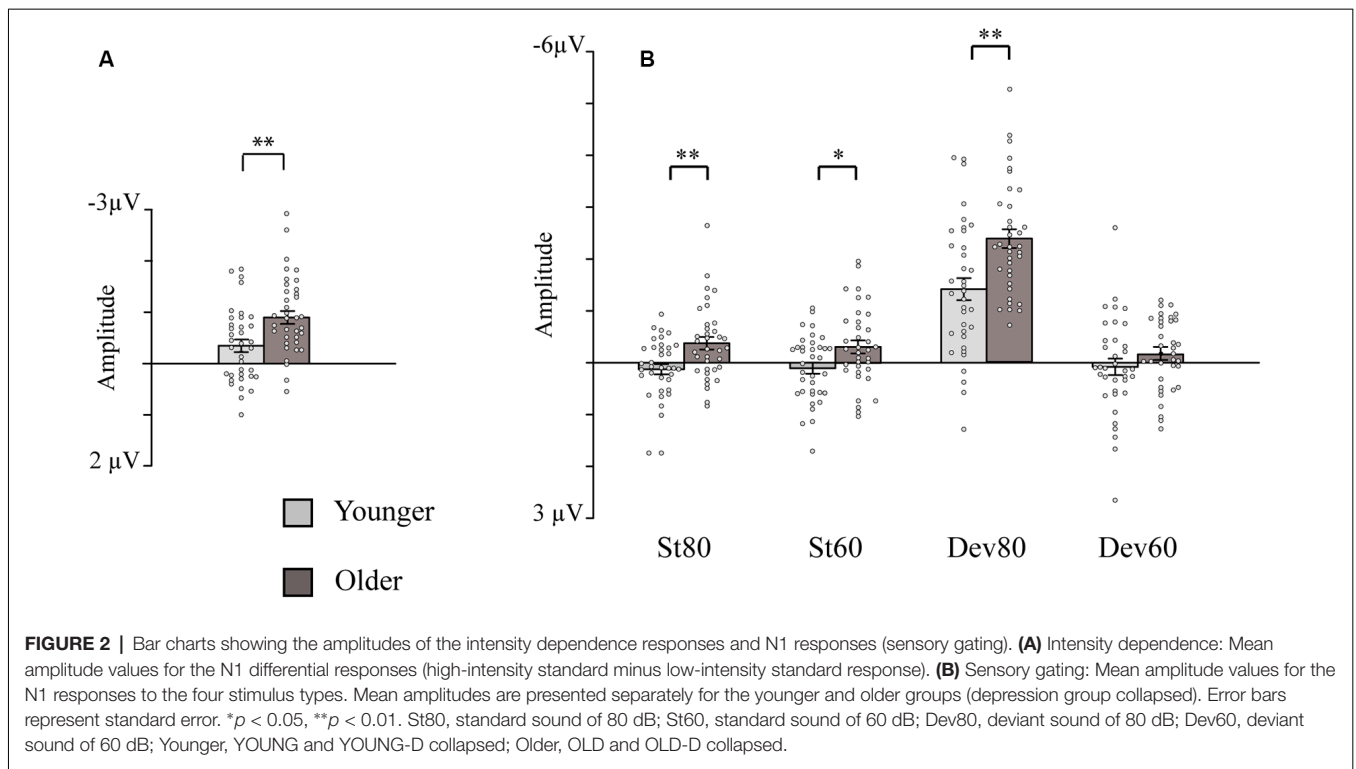 A
B
-6µV
**
**
**
*
-3µV
Amplitude
Amplitude
2 µV
3 µV
Younger
Older
St80
St60
Dev80
Dev60
FIGURE 2 | Bar charts showing the amplitudes of the intensity dependence responses and N1 responses (sensory gating). (A) Intensity dependence: Mean
amplitude values for the N1 differential responses (high-intensity standard minus low-intensity standard response). (B) Sensory gating: Mean amplitude values for the
N1 responses to the four stimulus types. Mean amplitudes are presented separately for the younger and older groups (depression group collapsed). Error bars
represent standard error. *p < 0.05, **p < 0.01. St80, standard sound of 80 dB; St60, standard sound of 60 dB; Dev80, deviant sound of 80 dB; Dev60, deviant
sound of 60 dB; Younger, YOUNG and YOUNG-D collapsed; Older, OLD and OLD-D collapsed.